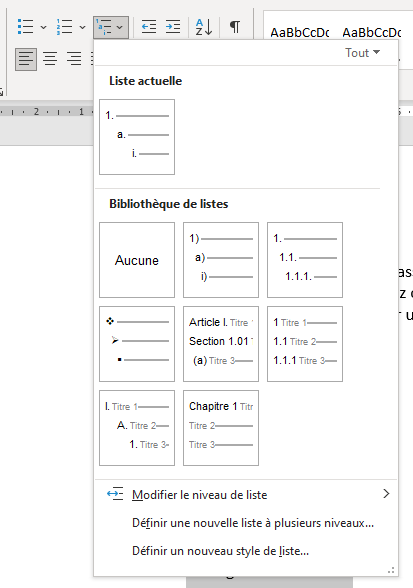 AaBbCcDc AaBbCcDc
Tout
Liste actuelle
1.
a.
i.
Bibliothèque de listes
Aucune
1)
a)
i)
1.
1.1.
1.1.1.
Article I. Titre 1
Section 1.01
(a) Titre 3
1 Titre 1
1.1 Titre 2
1.1.1 Titre 3
I. Titre 1
A. Titre 2
1. Titre 3
Chapitre 1 Titr
Titre 2
Titre 3
Modifier le niveau de liste
Définir une nouvelle liste à plusieurs niveaux...
Définir un nouveau style de liste...